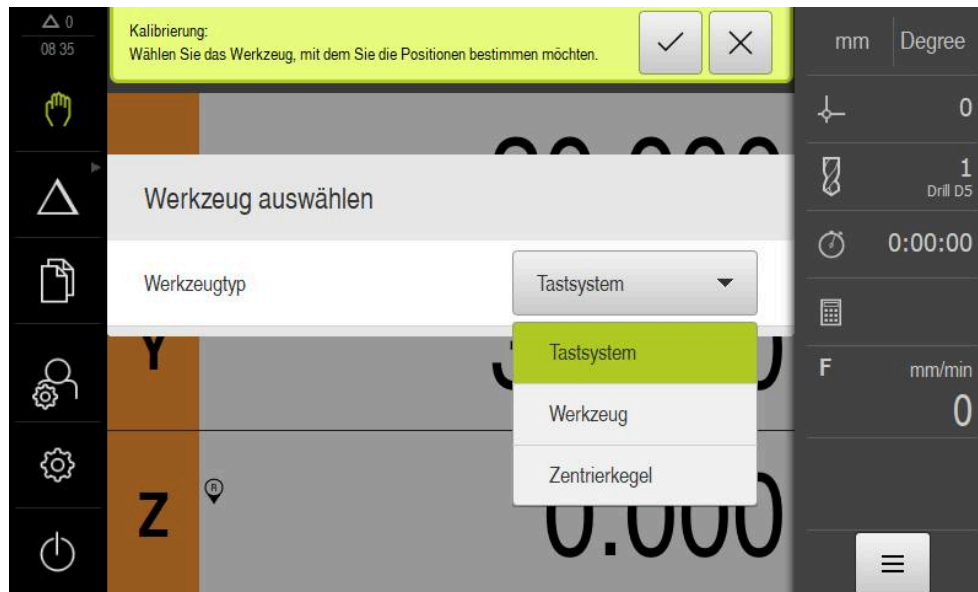 0
08 35
Kalibrierung:
Wählen Sie das Werkzeug, mit dem Sie die Positionen bestimmen möchten.
mm Degree
0
1
Drill D5
0:00:00
F mm/min
0
Werkzeug auswählen
Werkzeugtyp Tastsystem
Tastsystem
Werkzeug
Zentrierkegel
Y
Z R 0.000